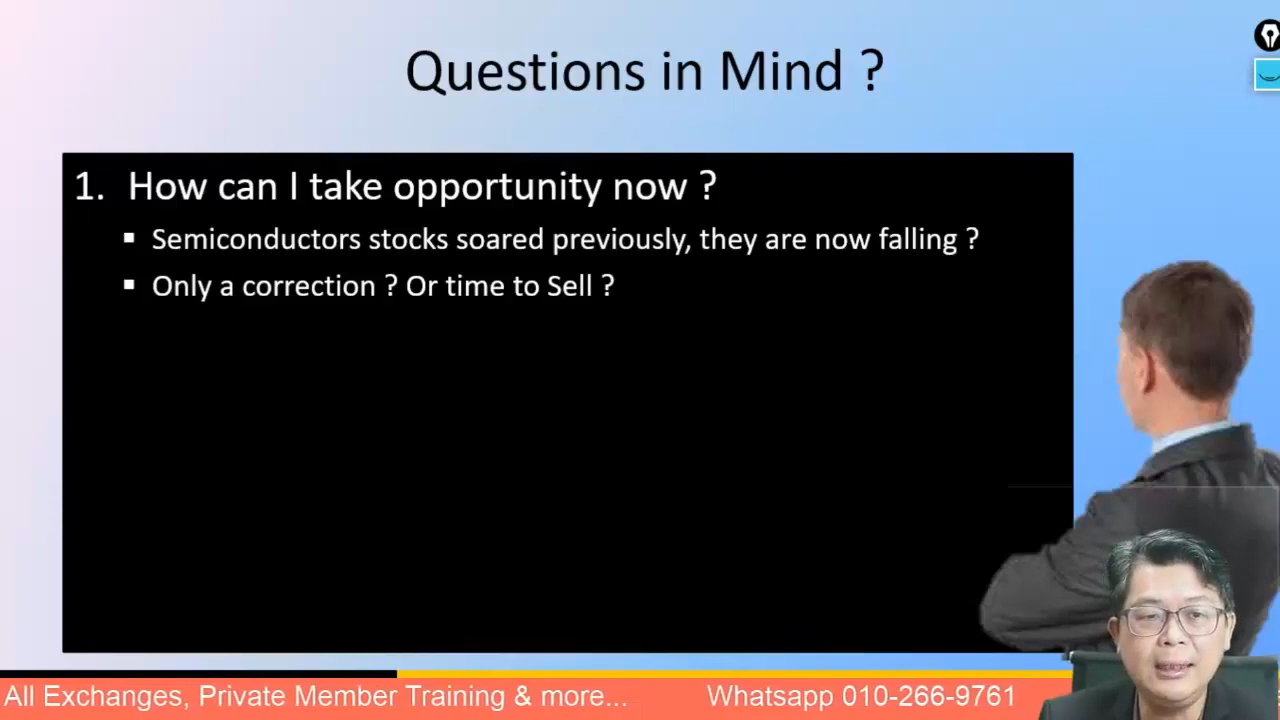 Questions in Mind ?
1. How can I take opportunity now ?
▪ Semiconductors stocks soared previously, they are now falling ?
▪ Only a correction ? Or time to Sell ?
All Exchanges, Private Member Training & more... Whatsapp 010-266-9761